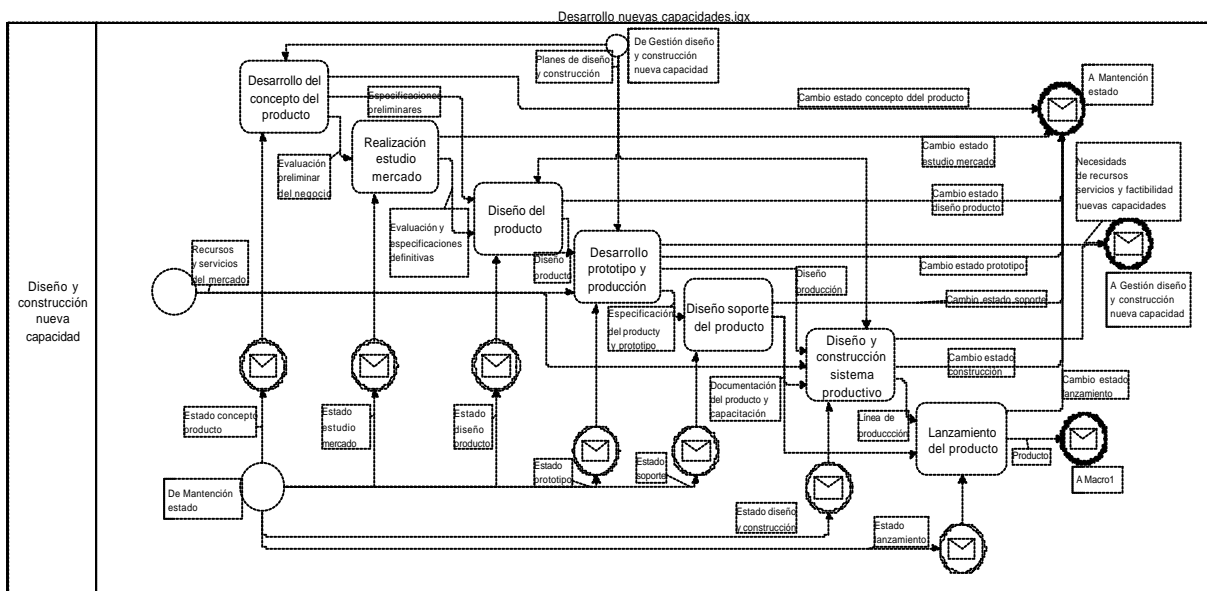 Desarrollo nuevas capacidades.igx
Diseño y
construcción
nueva
capacidad
Desarrollo del
concepto del
producto
Planes de diseño
y construcción
De Gestión diseño
y construcción
nueva capacidad
Especificaciones
preliminares
Cambio estado concepto ddel producto
A Mantención
estado
Realización
estudio
mercado
Evaluación
preliminar
del negocio
Cambio estado
estudio mercado
Necesidads
de recursos
servicios y factibilidad
nuevas capacidades
Diseño del
producto
Cambio estado
diseño producto
Evaluación y
especificaciones
definitivas
Recursos
y servicios
del mercado
Diseño
producto
Desarrollo
prototipo y
producción
Diseño
producción
Cambio estado prototipo
A Gestión diseño
y construcción
nueva capacidad
Diseño soporte
del producto
Cambio estado soporte
Especificación
del producty
y prototipo
Diseño y
construcción
sistema
productivo
Cambio estado
construcción
Documentación
del producto y
capacitación
Cambio estado
lanzamiento
Estado concepto
producto
Estado
estudio
mercado
Estado
diseño
producto
Línea de
produccción
Lanzamiento
del producto
Producto
A Macro1
De Mantención
estado
Estado
prototipo
Estado
soporte
Estado diseño
y construcción
Estado
lanzamiento